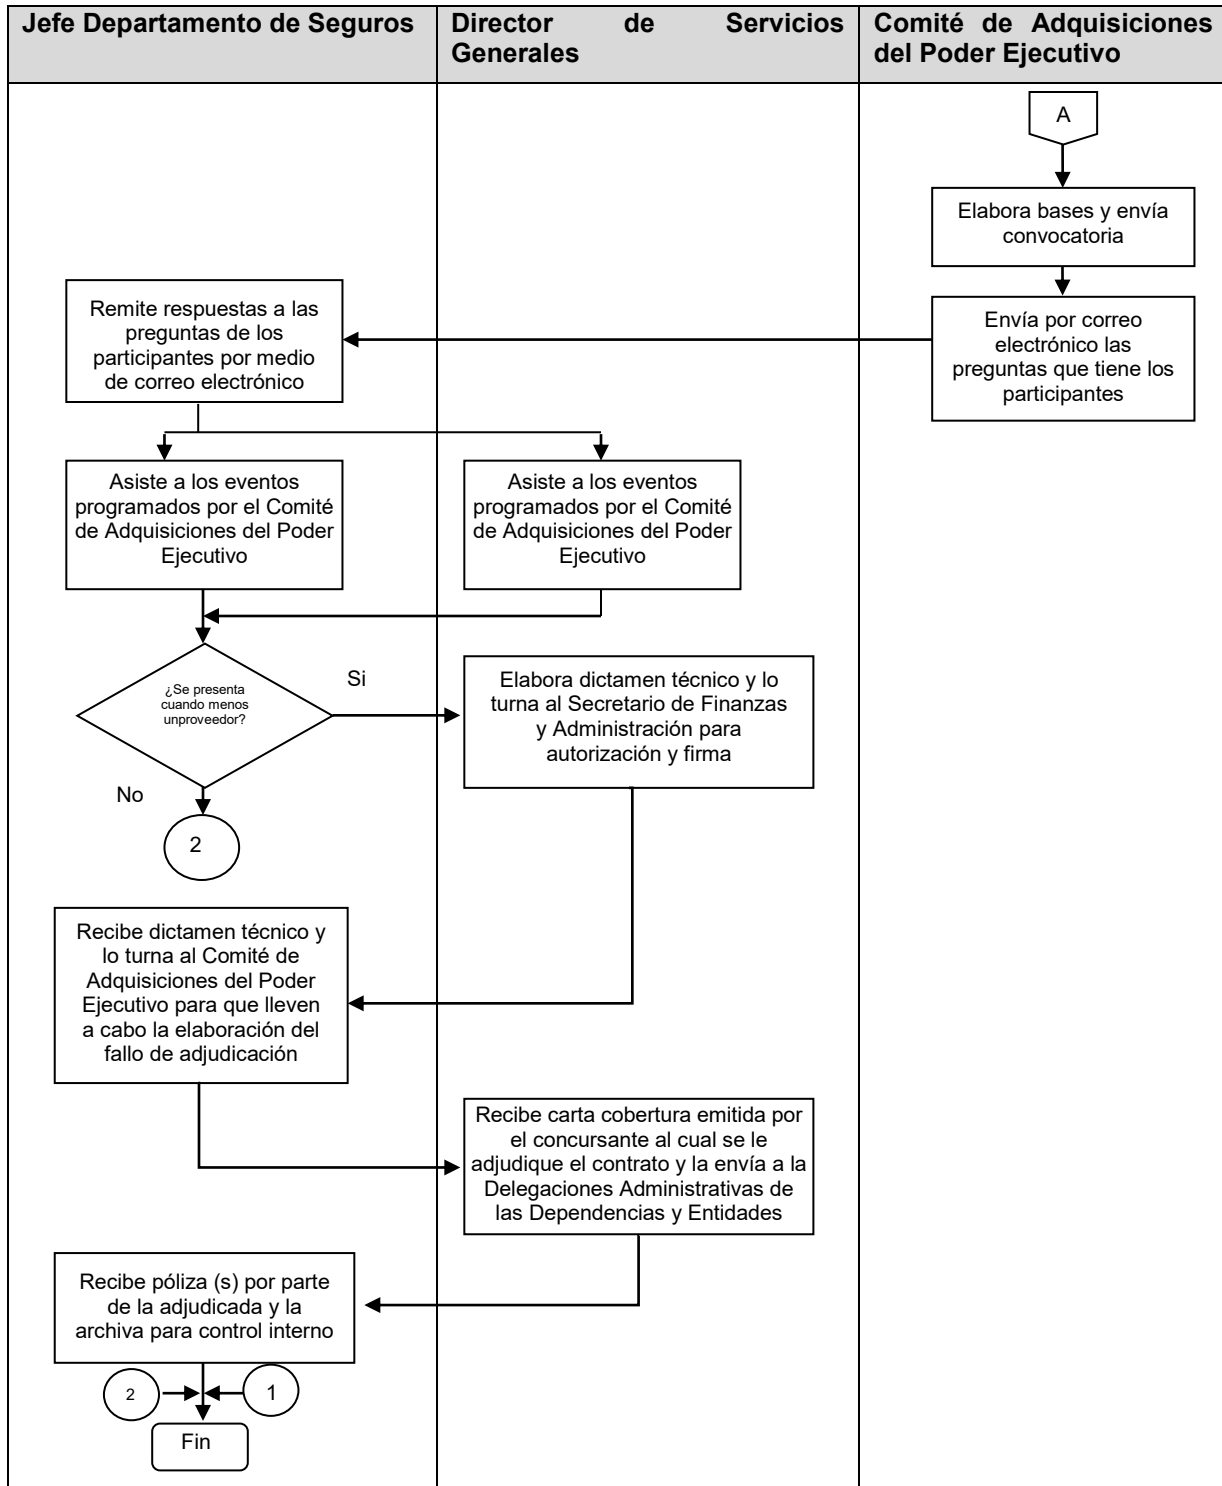 Jefe Departamento de Seguros
Director de Servicios
Generales
Comité de Adquisiciones
del Poder Ejecutivo
A
Elabora bases y envía
convocatoria
Remite respuestas a las
preguntas de los
participantes por medio
de correo electrónico
Envía por correo
electrónico las
preguntas que tiene los
participantes
Asiste a los eventos
programados por el Comité
de Adquisiciones del Poder
Ejecutivo
Asiste a los eventos
programados por el Comité
de Adquisiciones del Poder
Ejecutivo
¿Se presenta
cuando menos
unproveedor?
Si
No
2
Elabora dictamen técnico y lo
turna al Secretario de Finanzas
y Administración para
autorización y firma
Recibe dictamen técnico y
lo turna al Comité de
Adquisiciones del Poder
Ejecutivo para que lleven
a cabo la elaboración del
fallo de adjudicación
Recibe carta cobertura emitida por
el concursante al cual se le
adjudique el contrato y la envía a la
Delegaciones Administrativas de
las Dependencias y Entidades
Recibe póliza (s) por parte
de la adjudicada y la
archiva para control interno
2
1
Fin